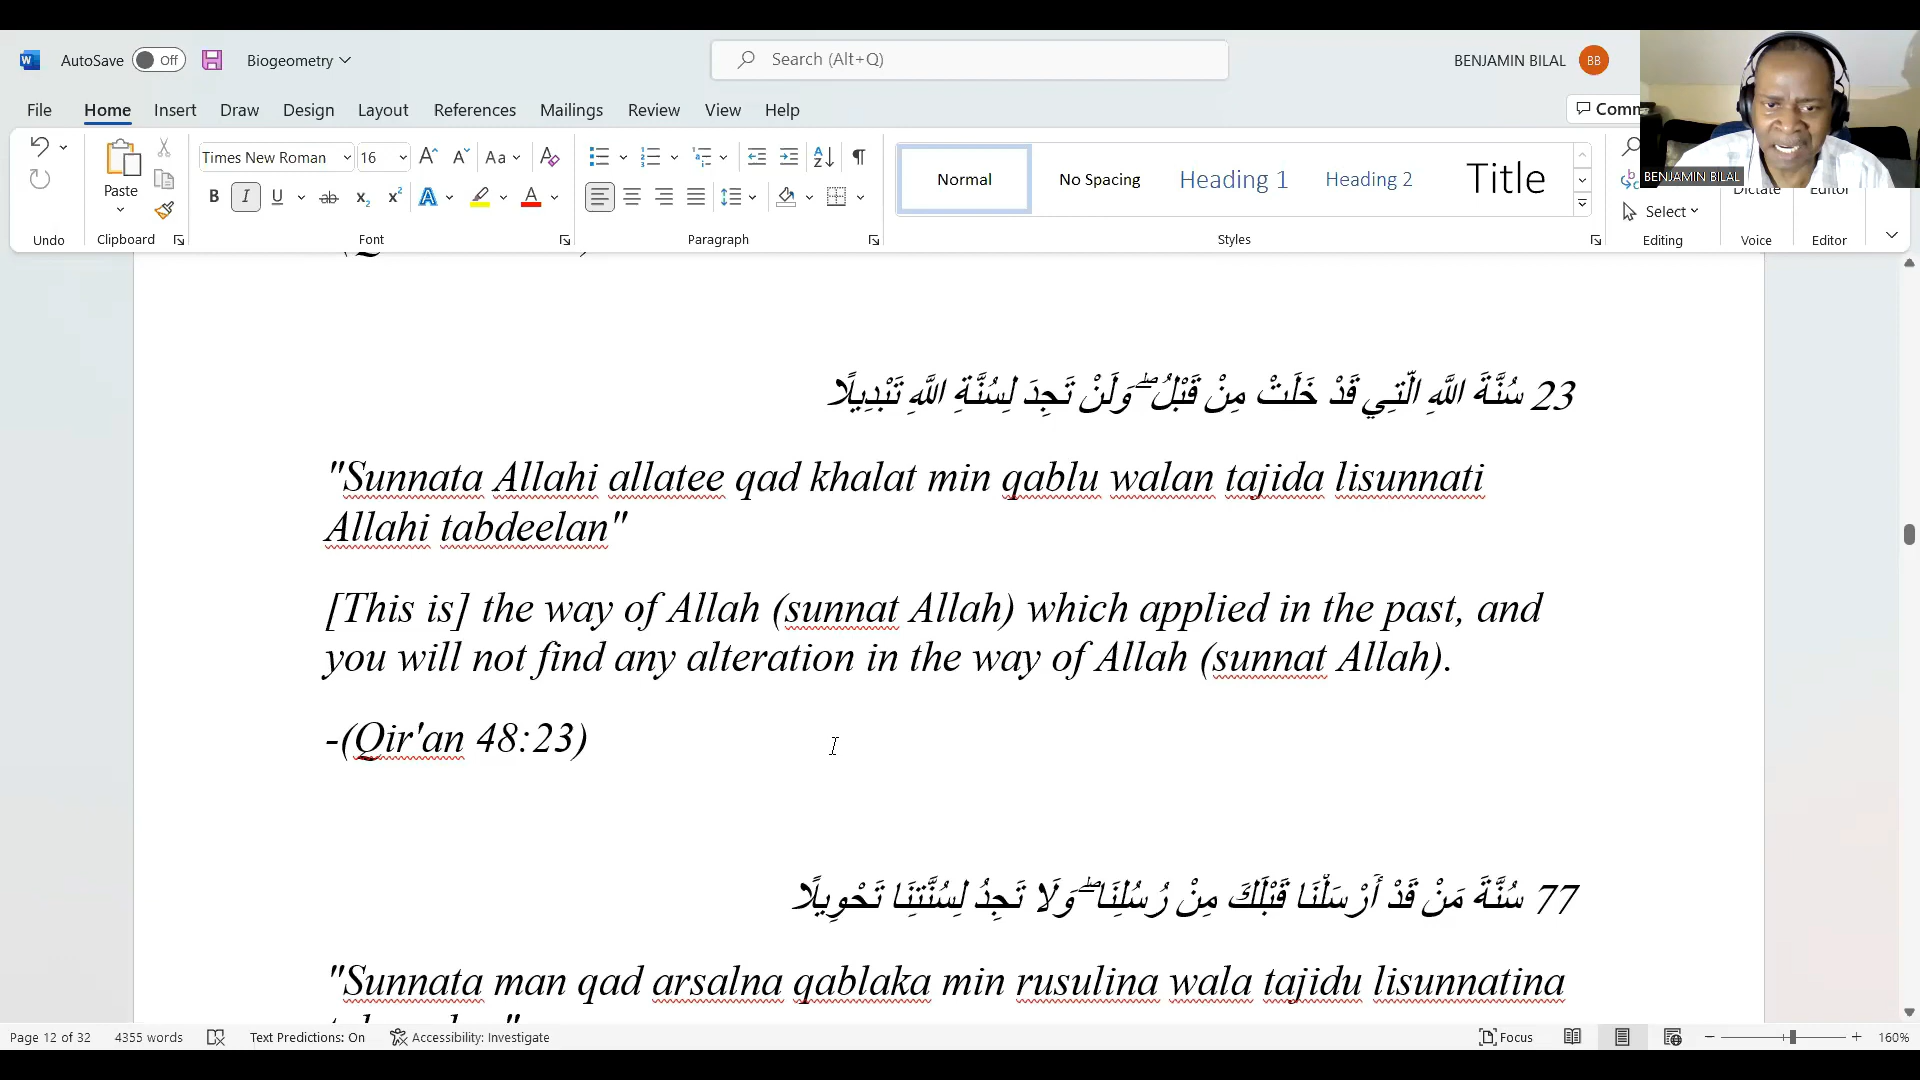 AutoSave Off Biogeometry Search (Alt+Q) BENJAMIN BILAL BB
File Home Insert Draw Design Layout References Mailings Review View Help
Times New Roman 16 Aa
Normal No Spacing Heading 1 Heading 2 Title
BENJAMIN BILAL
Paste
Select
Undo Clipboard Font Paragraph Styles Editing Voice Editor
23 سُنَّةَ اللَّهِ الَّتِي قَدْ خَلَتْ مِنْ قَبْلُ ۖ وَلَنْ تَجِدَ لِسُنَّةِ اللَّهِ تَبْدِيلًا
"Sunnata Allahi allatee qad khalat min qablu walan tajida lisunnati
Allahi tabdeelan"
[This is] the way of Allah (sunnat Allah) which applied in the past, and
you will not find any alteration in the way of Allah (sunnat Allah).
-(Qir'an 48:23)
77 سُنَّةَ مَنْ قَدْ أَرْسَلْنَا قَبْلَكَ مِنْ رُسُلِنَا ۖ وَلَا تَجِدُ لِسُنَّتِنَا تَحْوِيلًا
"Sunnata man qad arsalna qablaka min rusulina wala tajidu lisunnatina
Page 12 of 32 4355 words Text Predictions: On Accessibility: Investigate Focus 160%